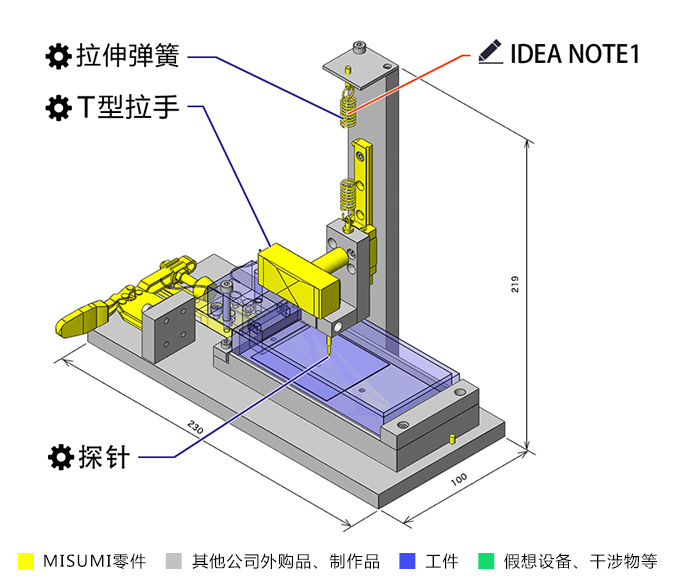 拉伸弹簧
IDEA NOTE1
T型拉手
219
探针
230
100
MISUMI零件
其他公司外购品、制作品
工件
假想设备、干涉物等